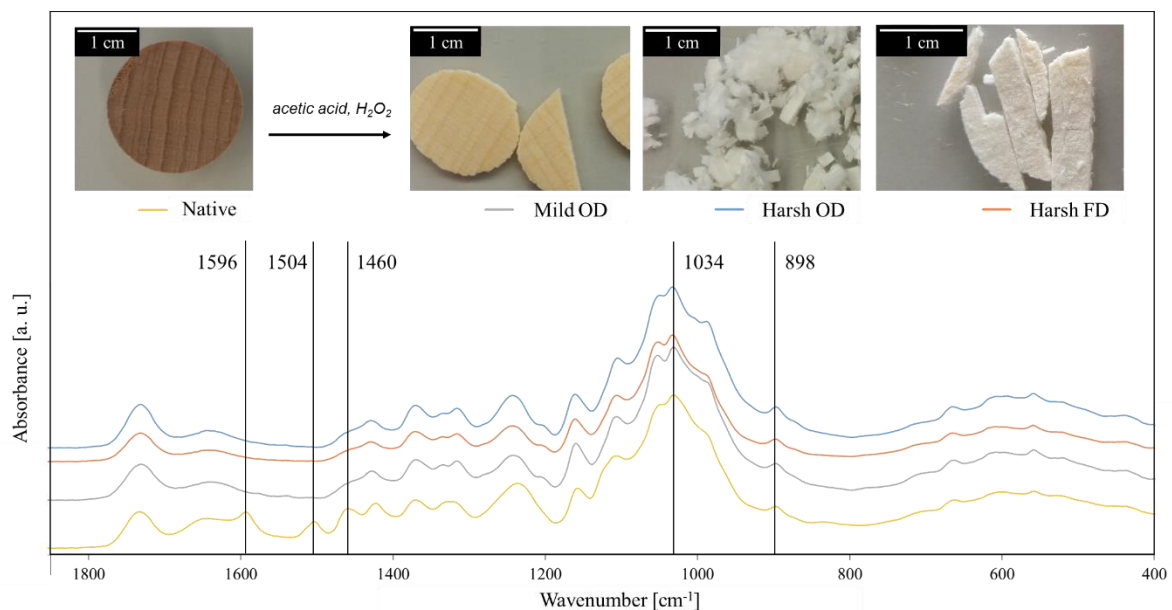 1 cm
1 cm
1 cm
1 cm
acetic acid, H₂O₂
Native
Mild OD
Harsh OD
Harsh FD
1596
1504
1460
1034
898
Absorbance [a. u.]
1800
1600
1400
1200
1000
800
600
400
Wavenumber [cm⁻¹]